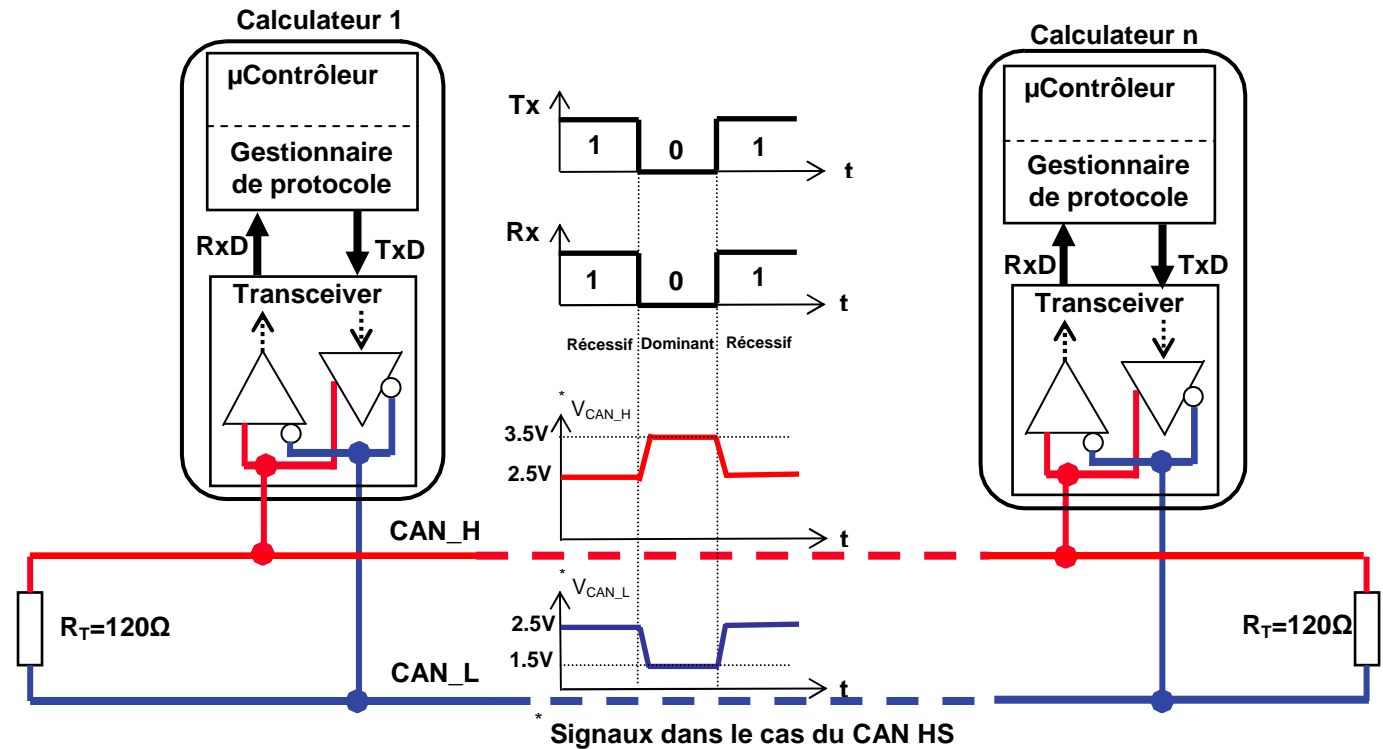 Calculateur 1
µContrôleur
Gestionnaire
de protocole
RxD
TxD
Transceiver
Tx
1
0
1
t
Rx
1
0
1
t
Récessif
Dominant
Récessif
* VCAN_H
3.5V
2.5V
t
* VCAN_L
2.5V
1.5V
t
Calculateur n
µContrôleur
Gestionnaire
de protocole
RxD
TxD
Transceiver
CAN_H
RT=120Ω
RT=120Ω
CAN_L
* Signaux dans le cas du CAN HS